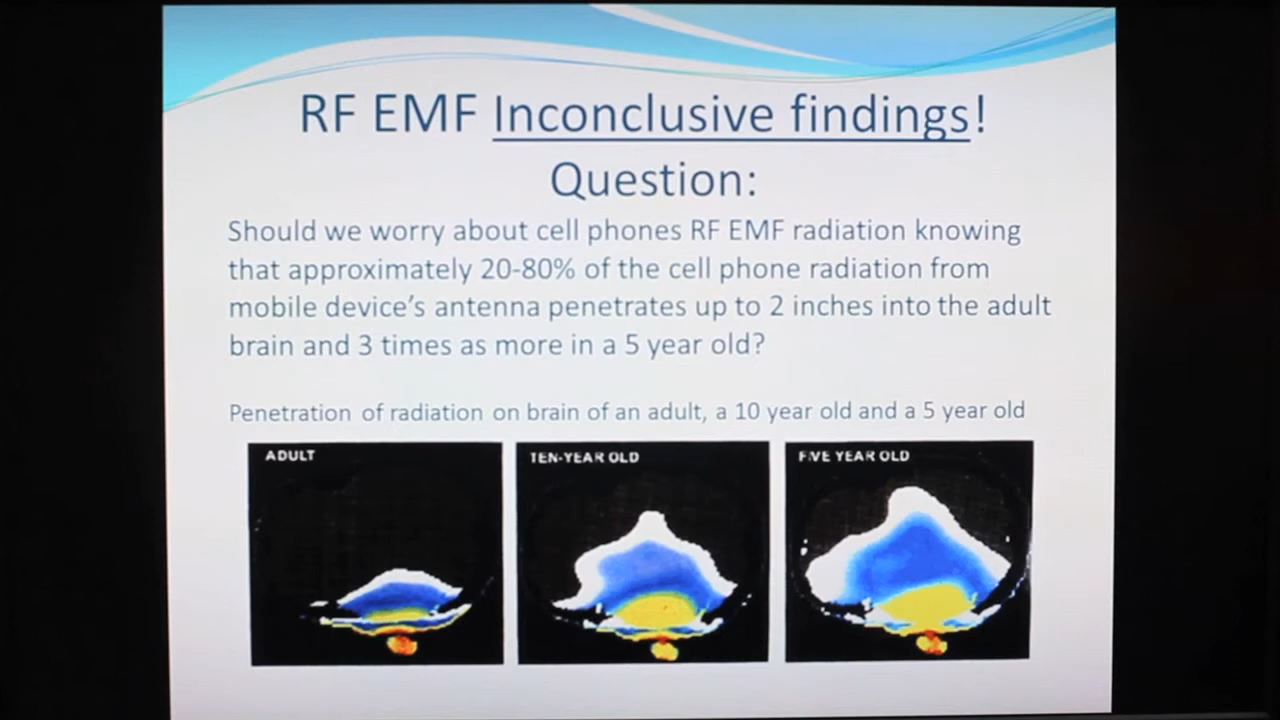 RF EMF Inconclusive findings!
Question:
Should we worry about cell phones RF EMF radiation knowing
that approximately 20-80% of the cell phone radiation from
mobile device’s antenna penetrates up to 2 inches into the adult
brain and 3 times as more in a 5 year old?
Penetration of radiation on brain of an adult, a 10 year old and a 5 year old
ADULT
TEN-YEAR OLD
FIVE YEAR OLD